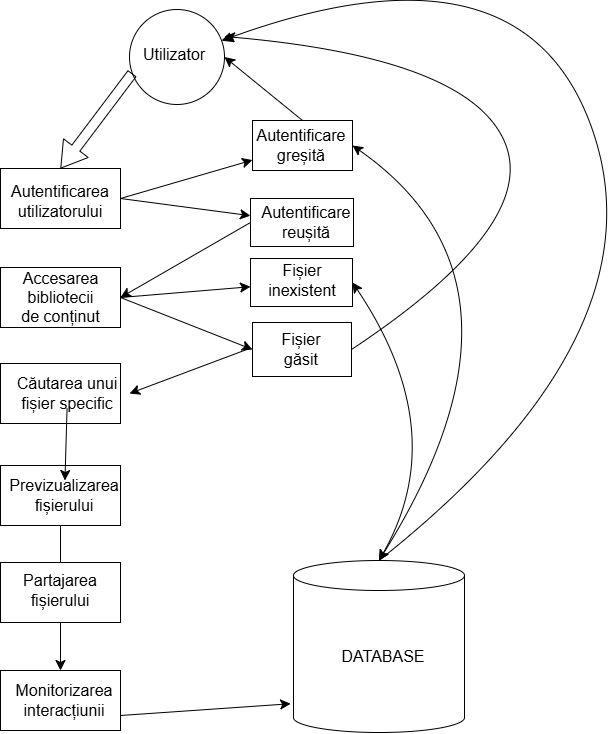 Utilizator
Autentificare
greșită
Autentificarea
utilizatorului
Autentificare
reușită
Accesarea
bibliotecii
de conținut
Fișier
inexistent
Fișier
găsit
Căutarea unui
fișier specific
Previzualizarea
fișierului
Partajarea
fișierului
DATABASE
Monitorizarea
interacțiunii